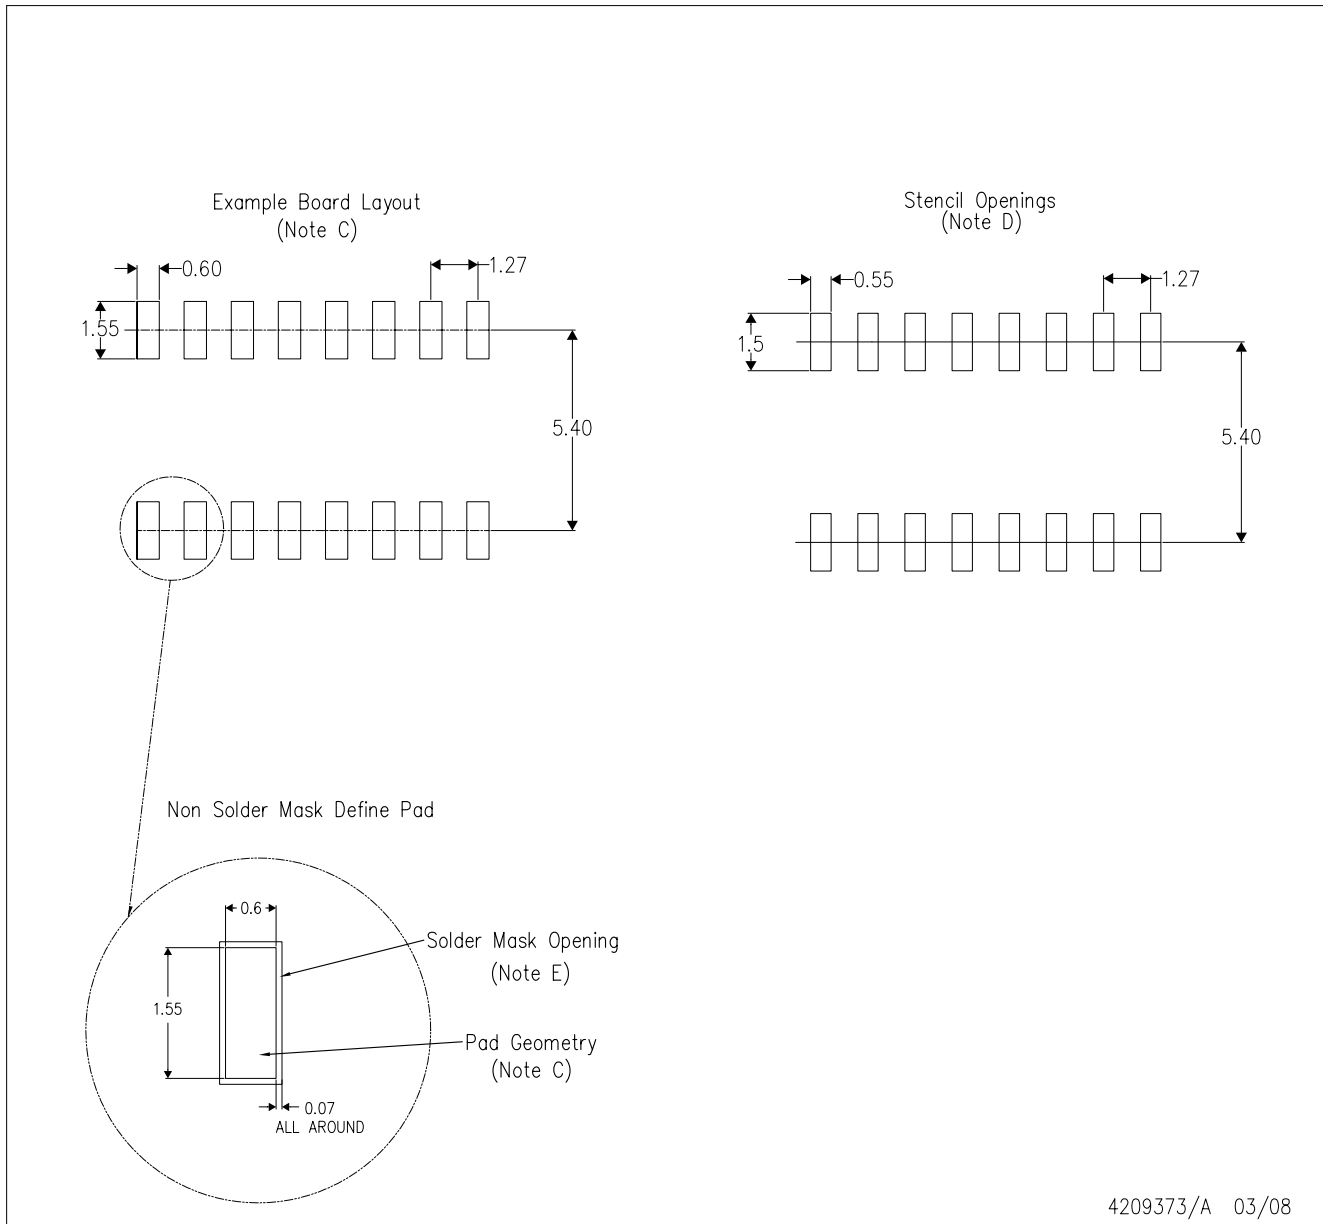 Example Board Layout
(Note C)
0.60
1.27
1.55
5.40
Stencil Openings
(Note D)
0.55
1.27
1.5
5.40
Non Solder Mask Define Pad
0.6
1.55
Solder Mask Opening
(Note E)
Pad Geometry
(Note C)
0.07
ALL AROUND
4209373/A 03/08